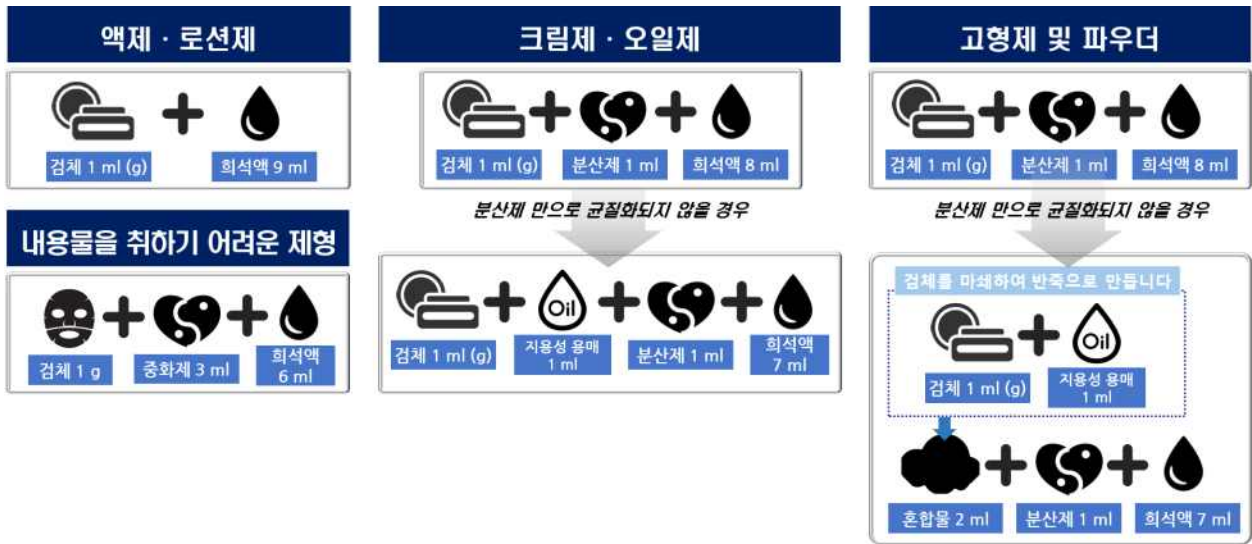 액제 · 로션제
검체 1 ml (g)
희석액 9 ml
내용물을 취하기 어려운 제형
검체 1 g
중화제 3 ml
희석액
6 ml
크림제 · 오일제
검체 1 ml (g)
분산제 1 ml
희석액 8 ml
분산제 만으로 균질화되지 않을 경우
Oil
검체 1 ml (g)
지용성 용매
1 ml
분산제 1 ml
희석액
7 ml
고형제 및 파우더
검체 1 ml (g)
분산제 1 ml
희석액 8 ml
분산제 만으로 균질화되지 않을 경우
검체를 마쇄하여 반죽으로 만듭니다
Oil
검체 1 ml (g)
지용성 용매
1 ml
혼합물 2 ml
분산제 1 ml
희석액 7 ml